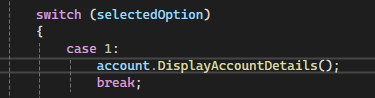 switch (selectedOption)
{
case 1:
account.DisplayAccountDetails();
break;